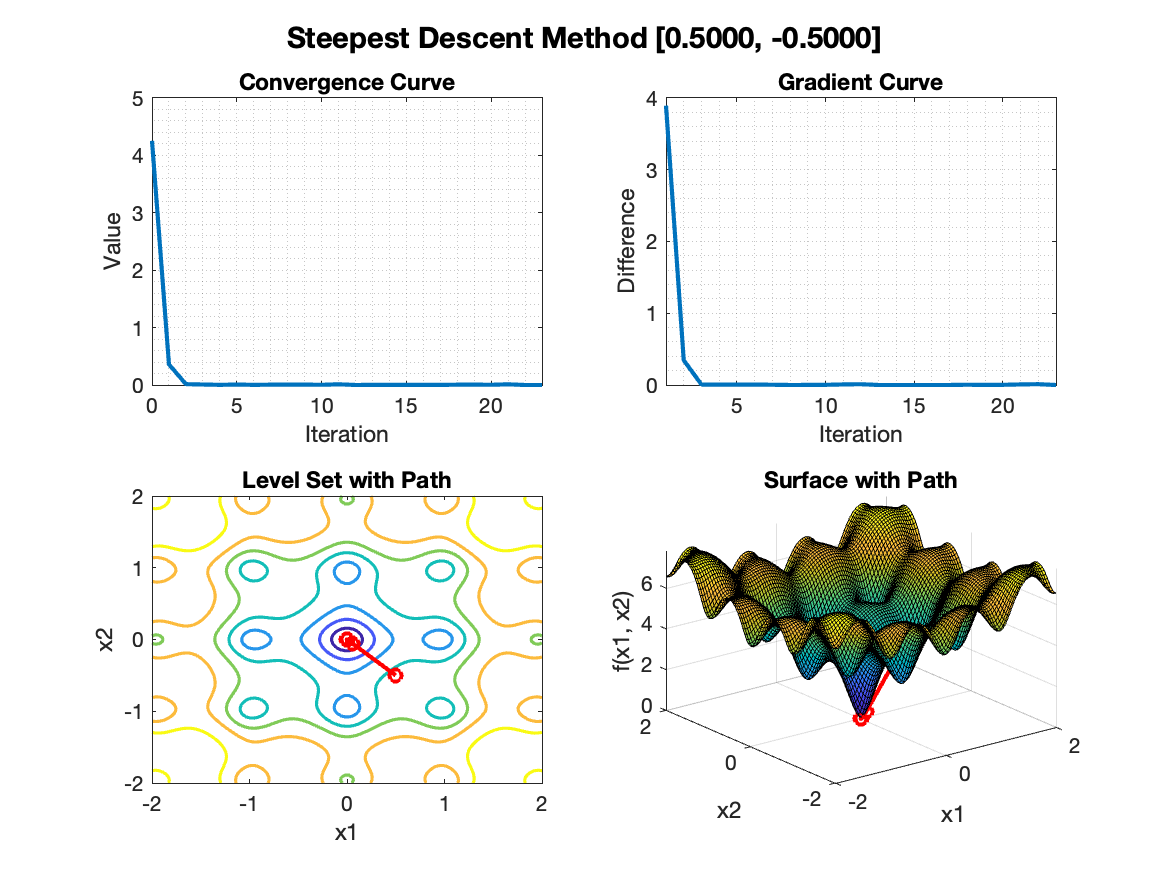 Steepest Descent Method [0.5000, -0.5000]
Convergence Curve
5
4
3
2
1
0
Value
0 5 10 15 20
Iteration
Gradient Curve
4
3
2
1
0
Difference
5 10 15 20
Iteration
Level Set with Path
2
1
0
-1
-2
x2
-2 -1 0 1 2
x1
Surface with Path
6
4
2
0
f(x1, x2)
2
0
-2
x2
-2
0
2
x1